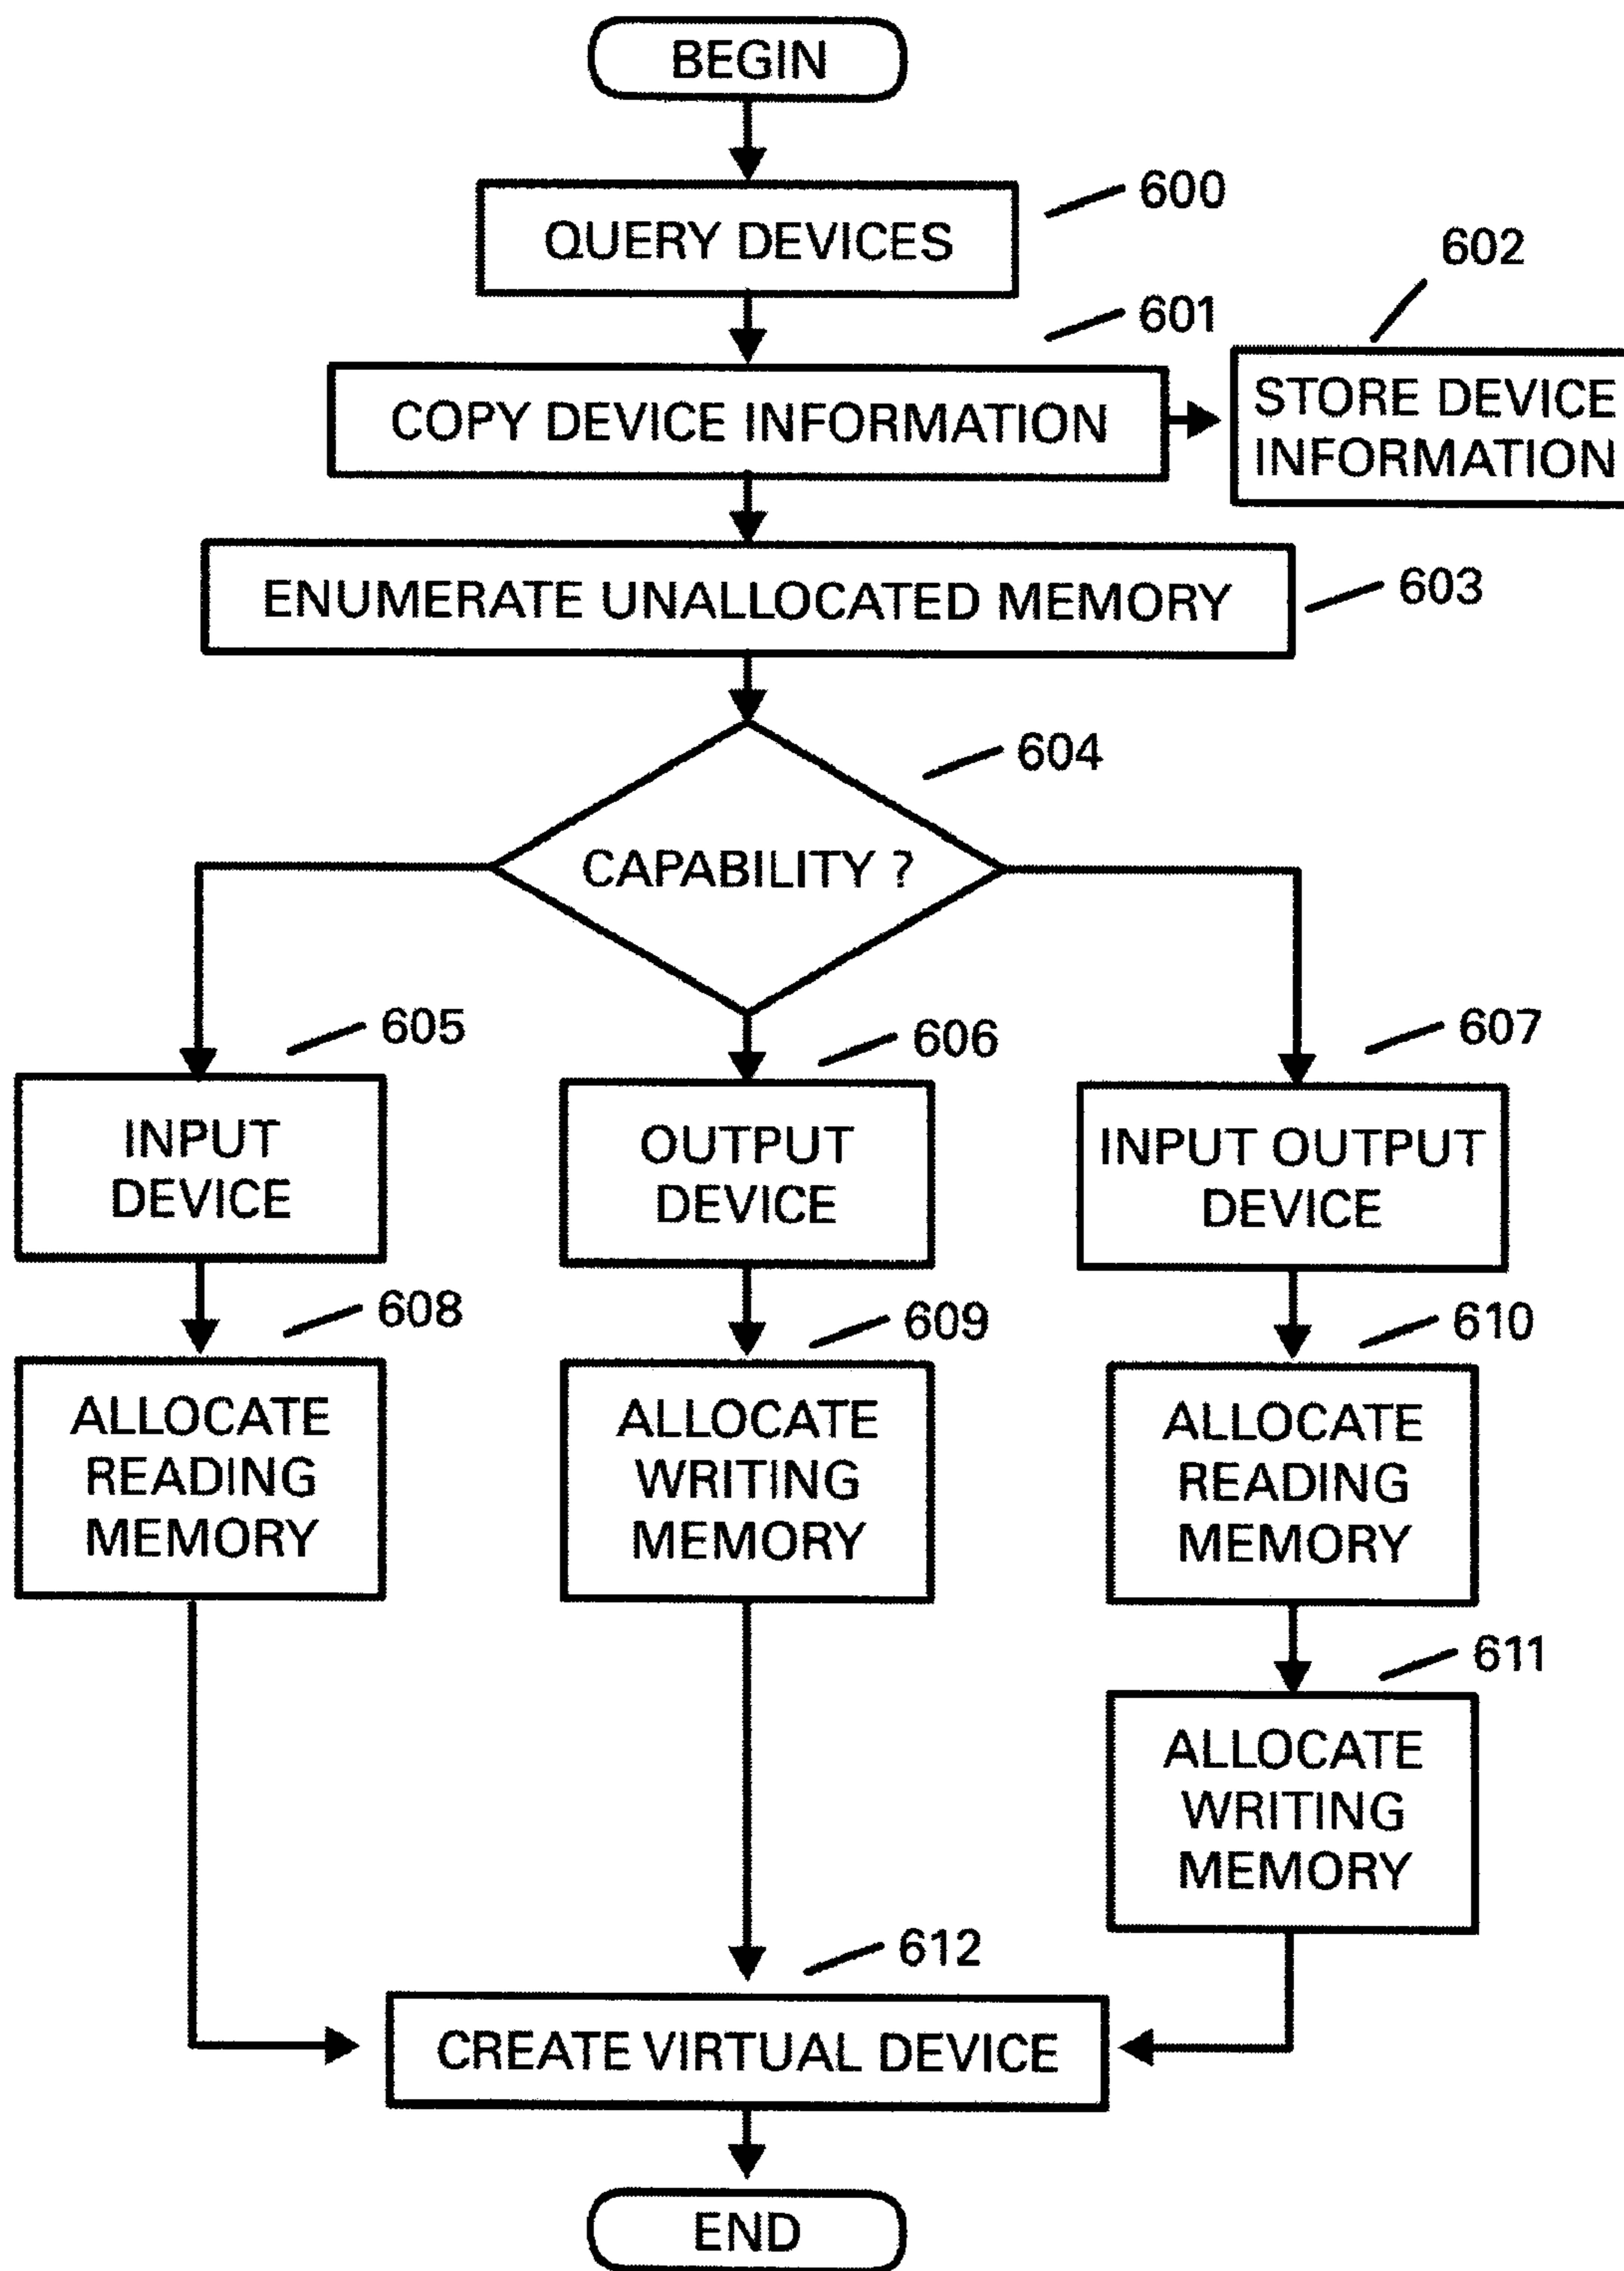 BEGIN
600
QUERY DEVICES
602
601
COPY DEVICE INFORMATION
STORE DEVICE
INFORMATION
ENUMERATE UNALLOCATED MEMORY
603
604
CAPABILITY ?
605
606
607
INPUT
DEVICE
OUTPUT
DEVICE
INPUT OUTPUT
DEVICE
608
609
610
ALLOCATE
READING
MEMORY
ALLOCATE
WRITING
MEMORY
ALLOCATE
READING
MEMORY
611
ALLOCATE
WRITING
MEMORY
612
CREATE VIRTUAL DEVICE
END